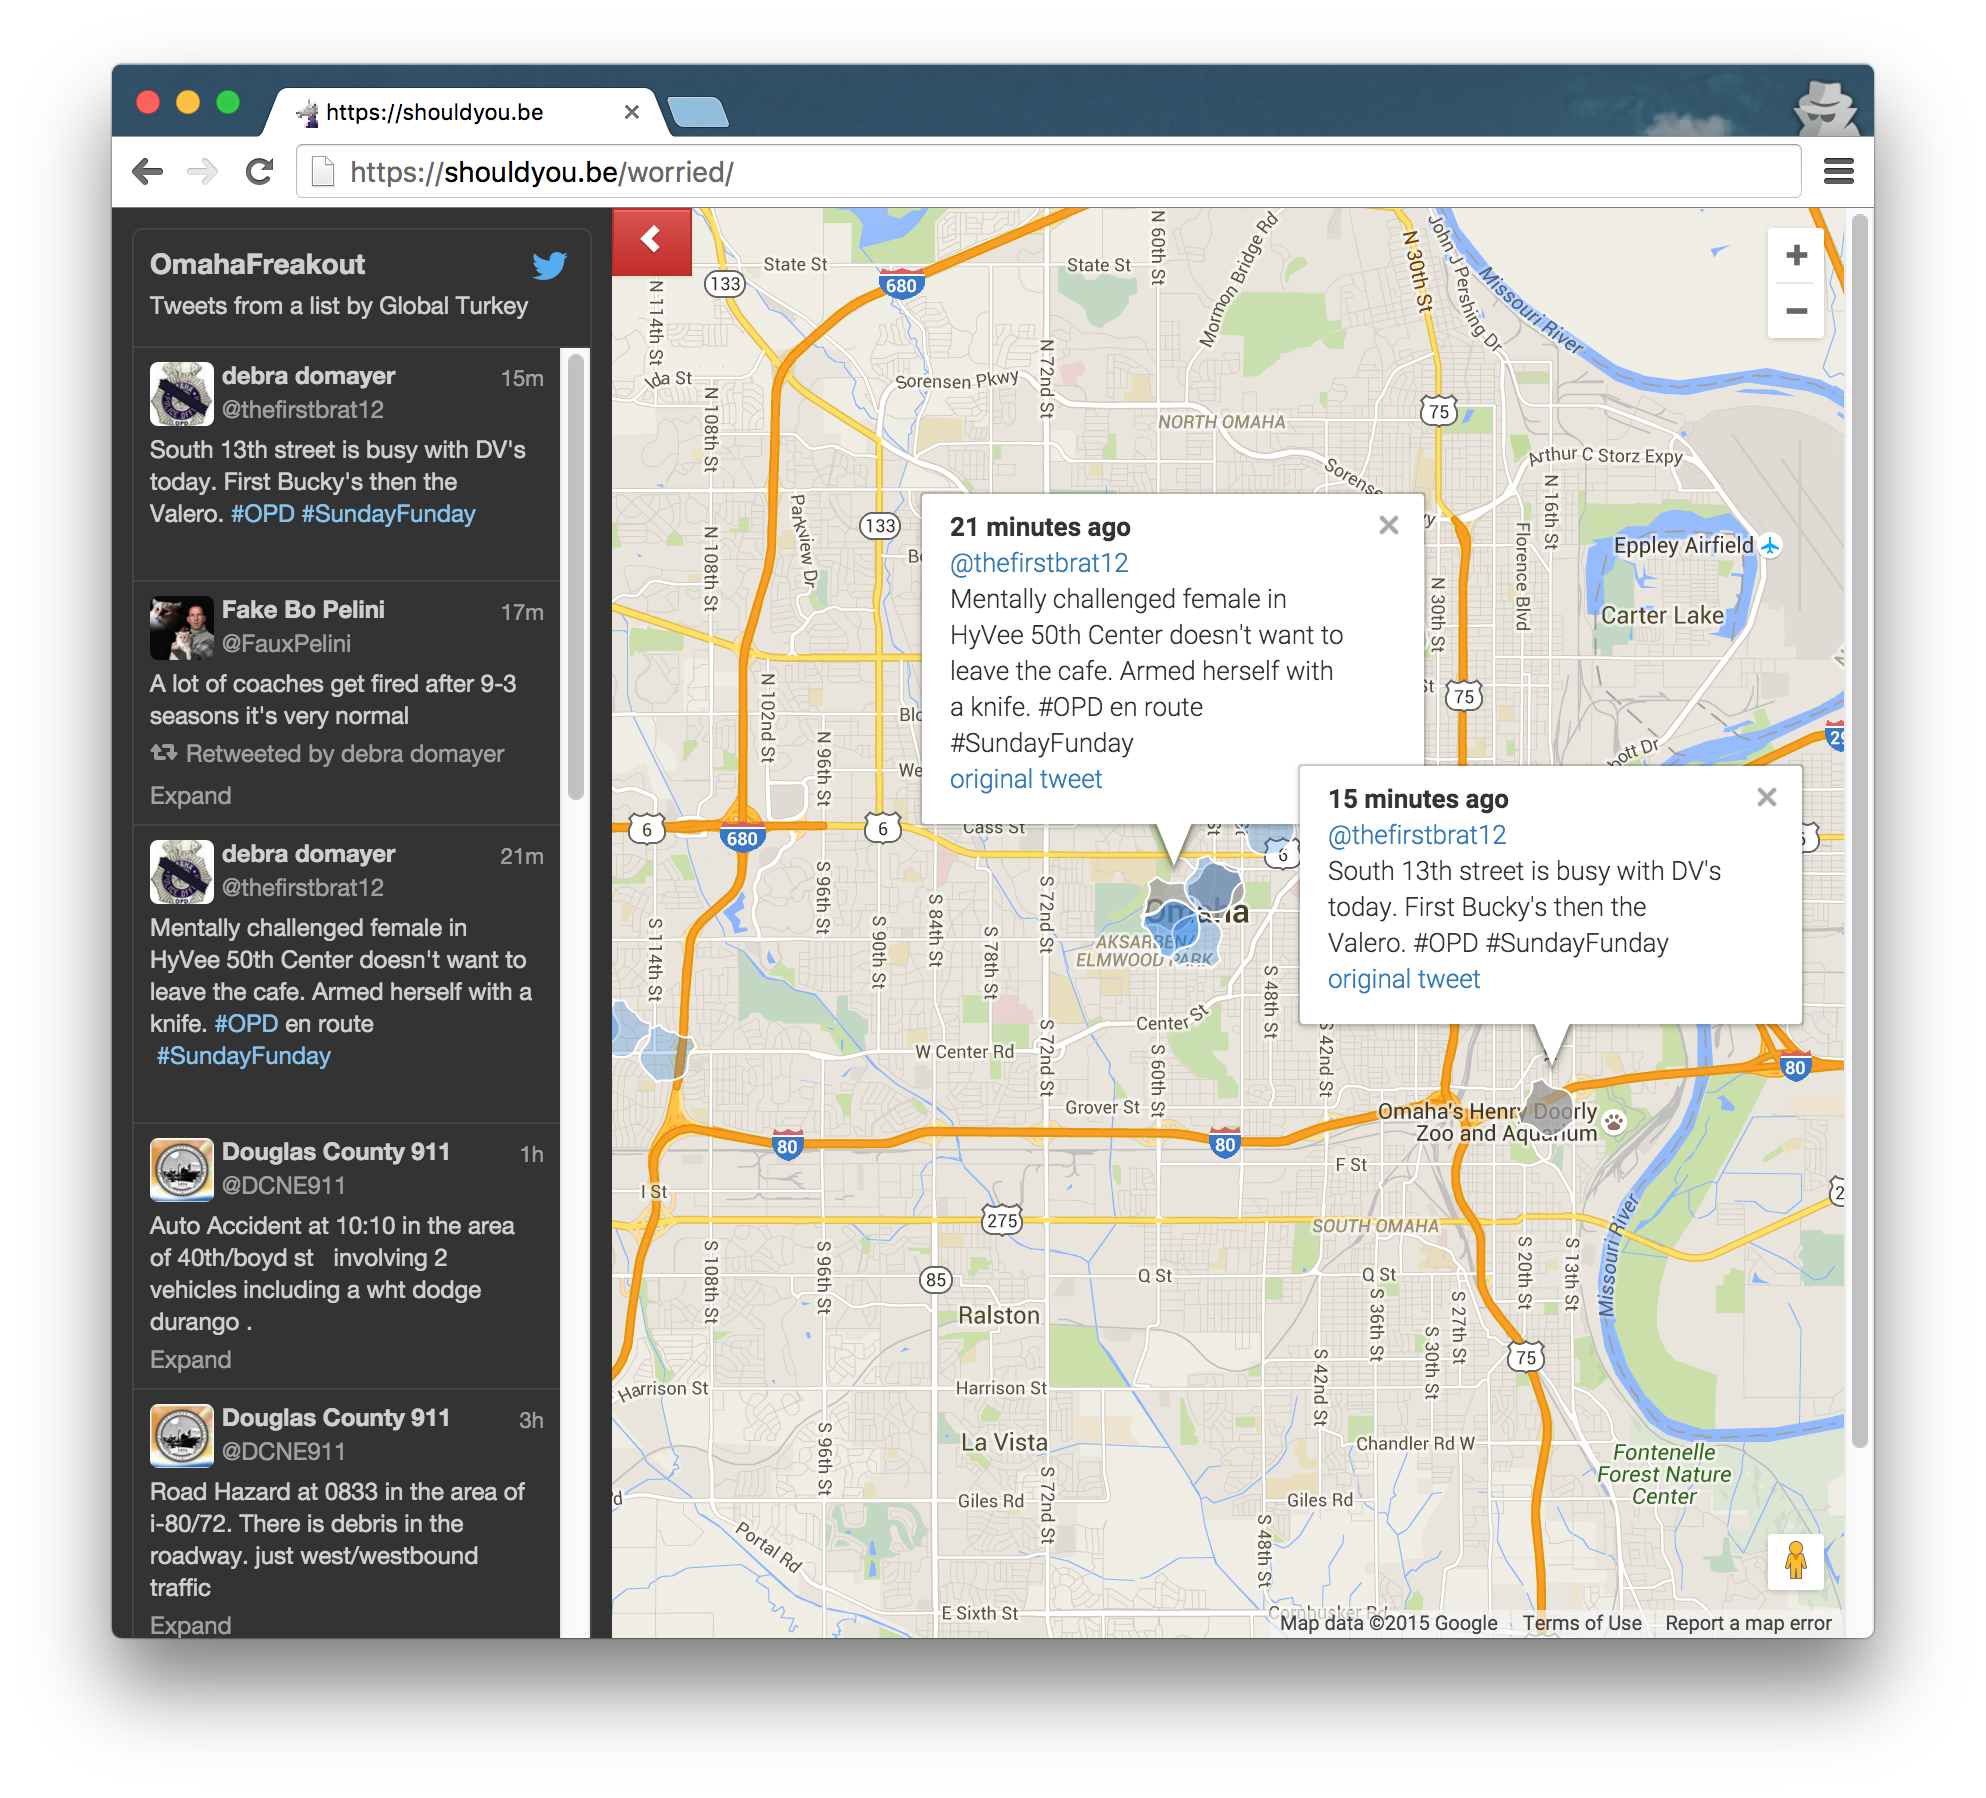 https://shouldyou.be
https://shouldyou.be/worried/
OmahaFreakout
Tweets from a list by Global Turkey
debra domayer
15m
@thefirstbrat12
South 13th street is busy with DV's
today. First Bucky's then the
Valero. #OPD #SundayFunday
Fake Bo Pelini
17m
@FauxPelini
A lot of coaches get fired after 9-3
seasons it's very normal
Retweeted by debra domayer
Expand
debra domayer
21m
@thefirstbrat12
Mentally challenged female in
HyVee 50th Center doesn't want to
leave the cafe. Armed herself with a
knife. #OPD en route
#SundayFunday
Douglas County 911
1h
@DCNE911
Auto Accident at 10:10 in the area
of 40th/boyd st   involving 2
vehicles including a wht dodge
durango .
Expand
Douglas County 911
3h
@DCNE911
Road Hazard at 0833 in the area of
i-80/72. There is debris in the
roadway. just west/westbound
traffic
Expand
21 minutes ago
@thefirstbrat12
Mentally challenged female in
HyVee 50th Center doesn't want to
leave the cafe. Armed herself with
a knife. #OPD en route
#SundayFunday
original tweet
15 minutes ago
@thefirstbrat12
South 13th street is busy with DV's
today. First Bucky's then the
Valero. #OPD #SundayFunday
original tweet
State St
State St
133
680
N 114th St
N 60th St
Mormon Bridge Rd
N 30th St
John J Pershing Dr
Missouri River
Ida St
N 108th St
N 72nd St
Sorensen Pkwy
NORTH OMAHA
75
Arthur C Storz Expy
N 16th St
133
Parkview Dr
N 108th St
Florence Blvd
Eppley Airfield
Carter Lake
N 30th St
75
N 102nd St
N 96th St
6
680
6
Cass St
6
S 114th St
S 96th St
S 90th St
S 84th St
S 78th St
S 72nd St
Omaha
AKSARBEN/
ELMWOOD PARK
S 48th St
S 42nd St
Center St
W Center Rd
S 72nd St
S 60th St
Grover St
80
80
80
Omaha's Henry Doorly
Zoo and Aquarium
F St
I St
275
SOUTH OMAHA
Missouri River
S 108th St
S 96th St
85
Q St
Q St
S 20th St
S 13th St
S 36th St
S 27th St
S 30th St
Ralston
75
S 42nd St
Harrison St
Harrison St
La Vista
S 96th St
S 72nd St
Chandler Rd W
Fontenelle
Forest Nature
Center
Giles Rd
Giles Rd
S 48th St
Portal Rd
E Sixth St
Cornhusker Rd
Map data ©2015 Google
Terms of Use
Report a map error